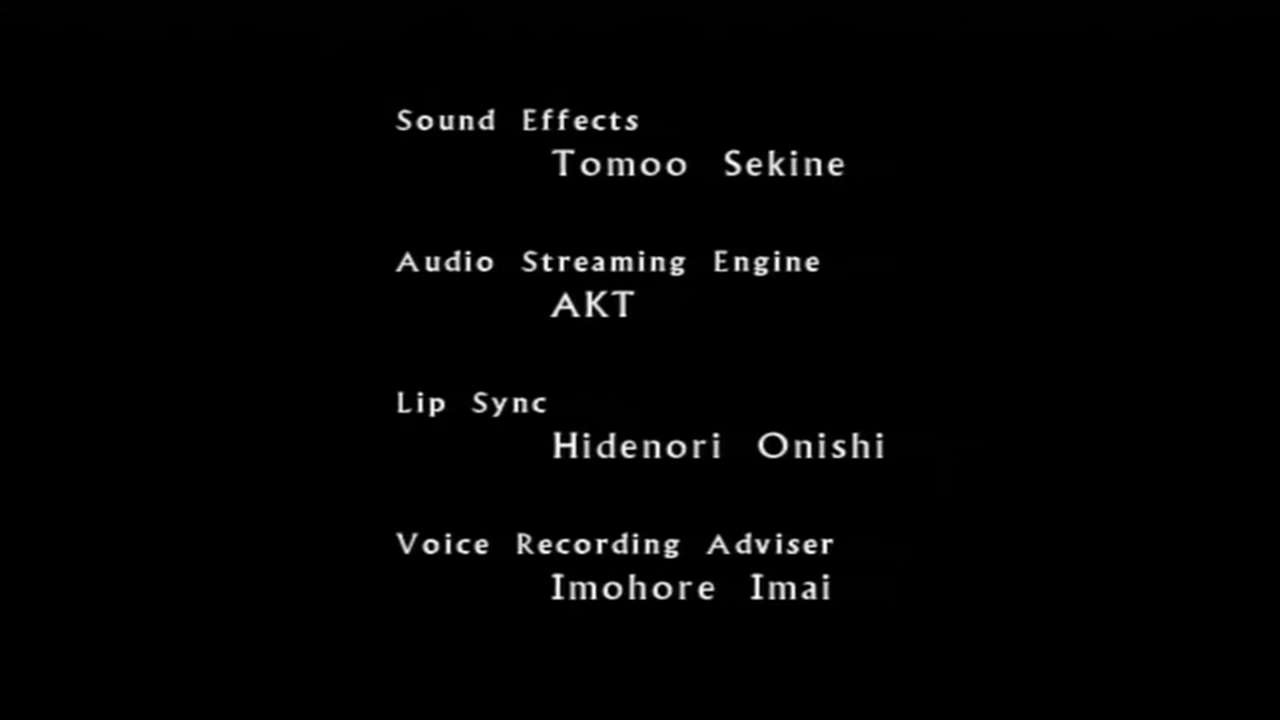 Sound Effects
Tomoo Sekine
Audio Streaming Engine
AKT
Lip Sync
Hidenori Onishi
Voice Recording Adviser
Imohore Imai